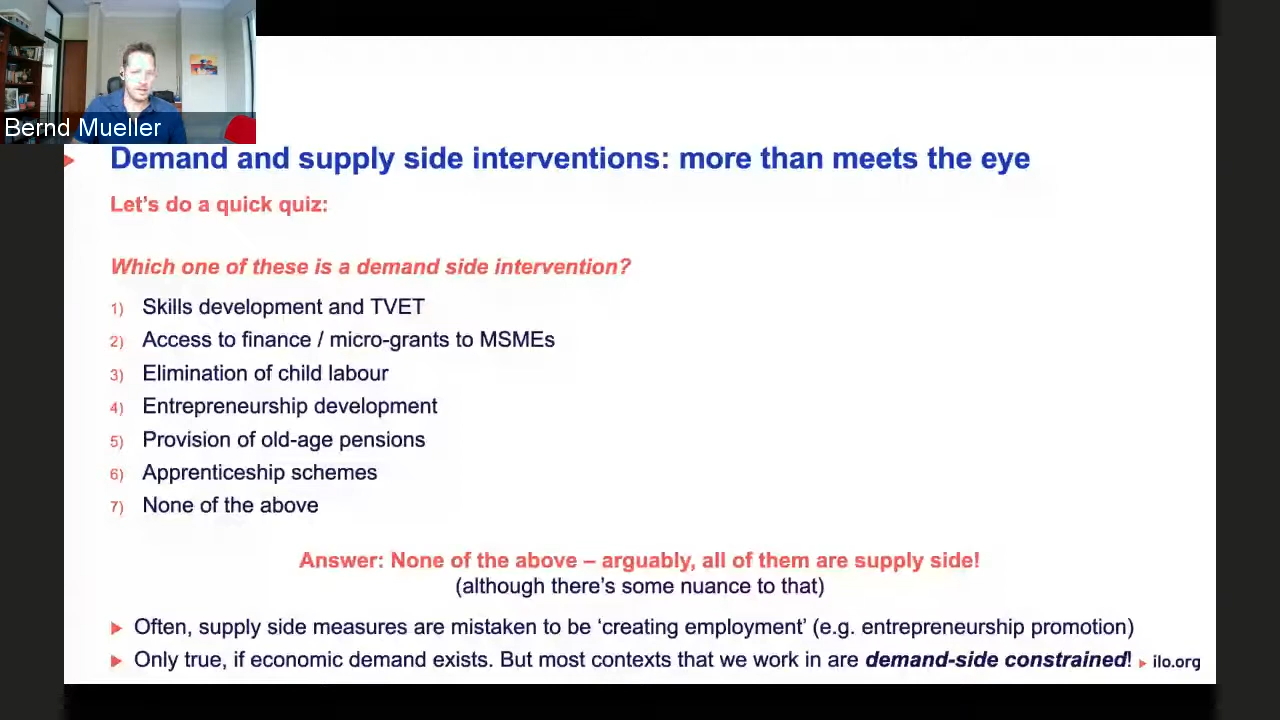 Bernd Mueller
Demand and supply side interventions: more than meets the eye
Let's do a quick quiz:
Which one of these is a demand side intervention?
1) Skills development and TVET
2) Access to finance / micro-grants to MSMEs
3) Elimination of child labour
4) Entrepreneurship development
5) Provision of old-age pensions
6) Apprenticeship schemes
7) None of the above
Answer: None of the above – arguably, all of them are supply side!
(although there's some nuance to that)
Often, supply side measures are mistaken to be ‘creating employment’ (e.g. entrepreneurship promotion)
Only true, if economic demand exists. But most contexts that we work in are demand-side constrained!
ilo.org